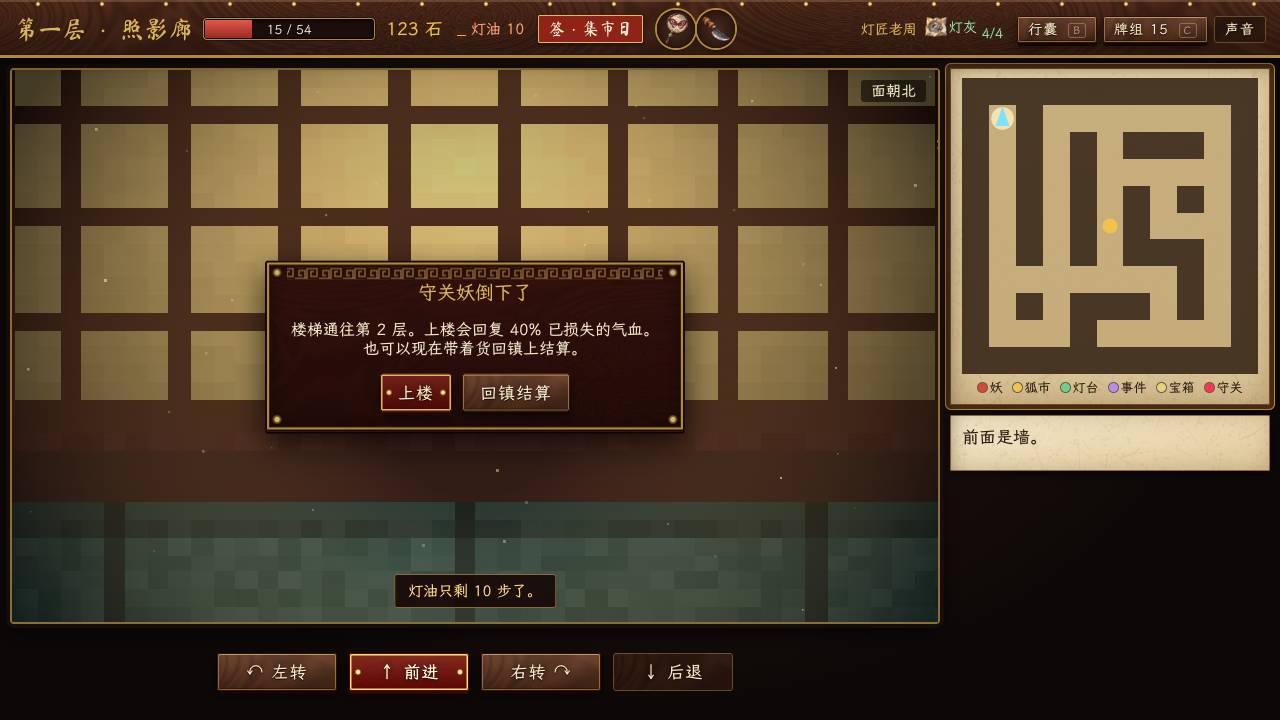 第一层 · 照影廊
15 / 54
123 石
灯油 10
签·集市日
灯匠老周
灯灰
4/4
行囊 B
牌组 15 C
声音
面朝北
守关妖倒下了
楼梯通往第 2 层。上楼会回复 40% 已损失的气血。
也可以现在带着货回镇上结算。
上楼
回镇结算
妖
狐市
灯台
事件
宝箱
守关
前面是墙。
灯油只剩 10 步了。
↶ 左转
↑ 前进
右转 ↷
↓ 后退